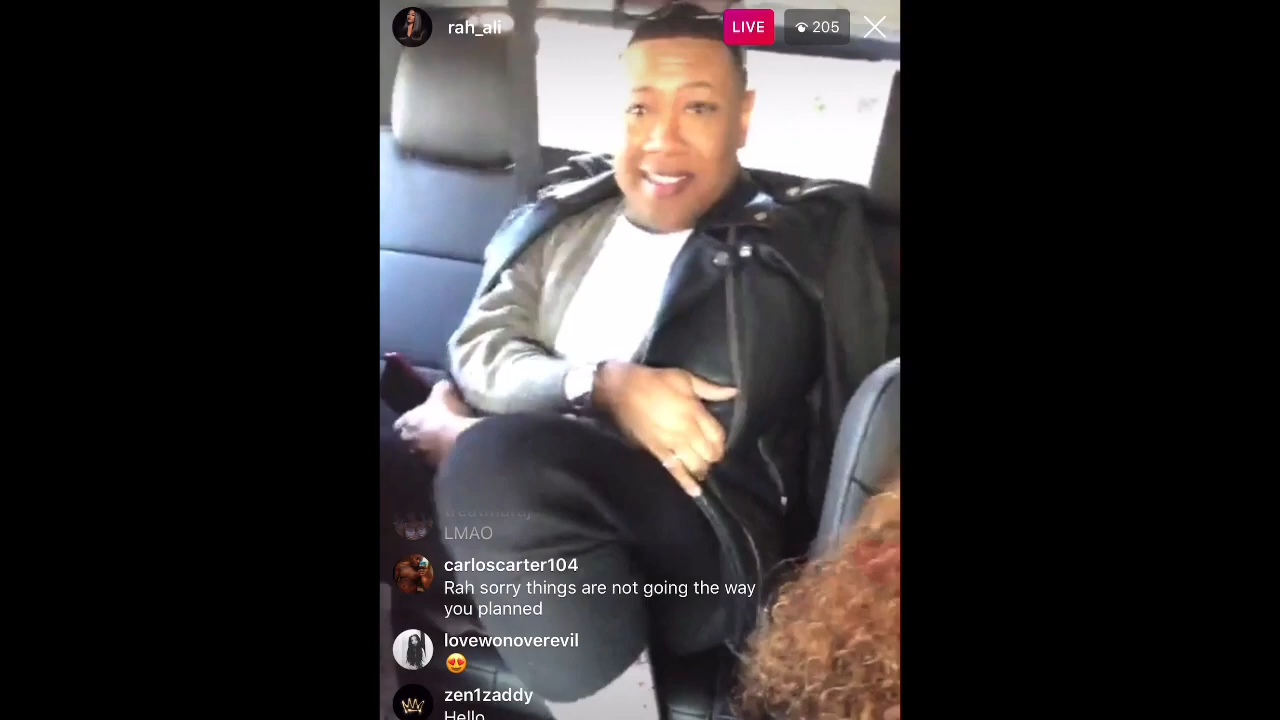 rah_ali
LIVE
205
LMAO
carloscarter104
Rah sorry things are not going the way
you planned
lovewonoverevil
😍
zen1zaddy
Hello